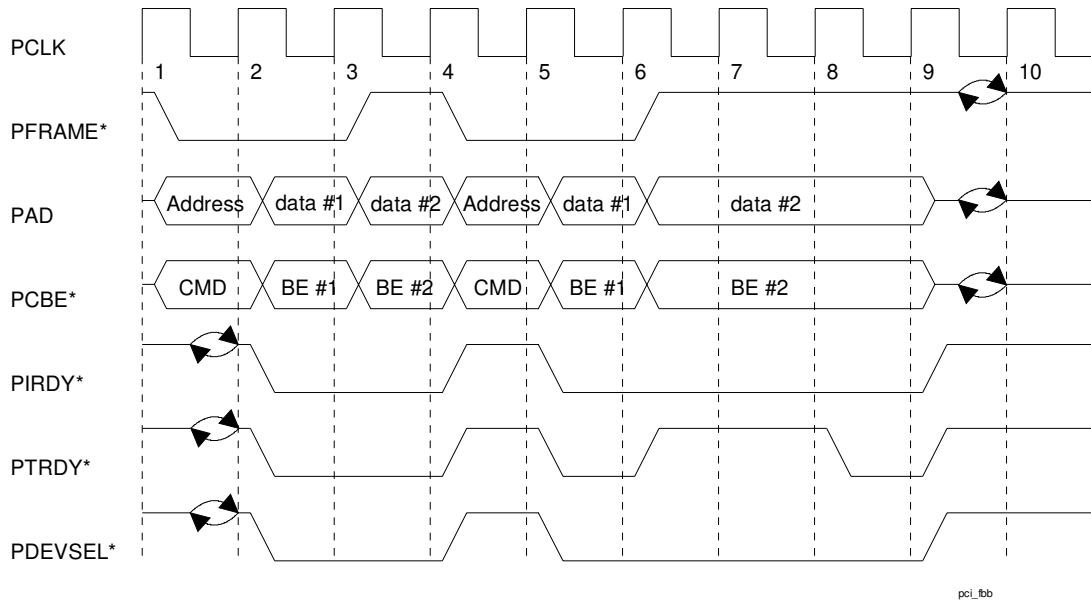 PCLK
1 2 3 4 5 6 7 8 9 10
PFRAME*
PAD
Address data #1 data #2 Address data #1 data #2
PCBE*
CMD BE #1 BE #2 CMD BE #1 BE #2
PIRDY*
PTRDY*
PDEVSEL*
pci_fbb